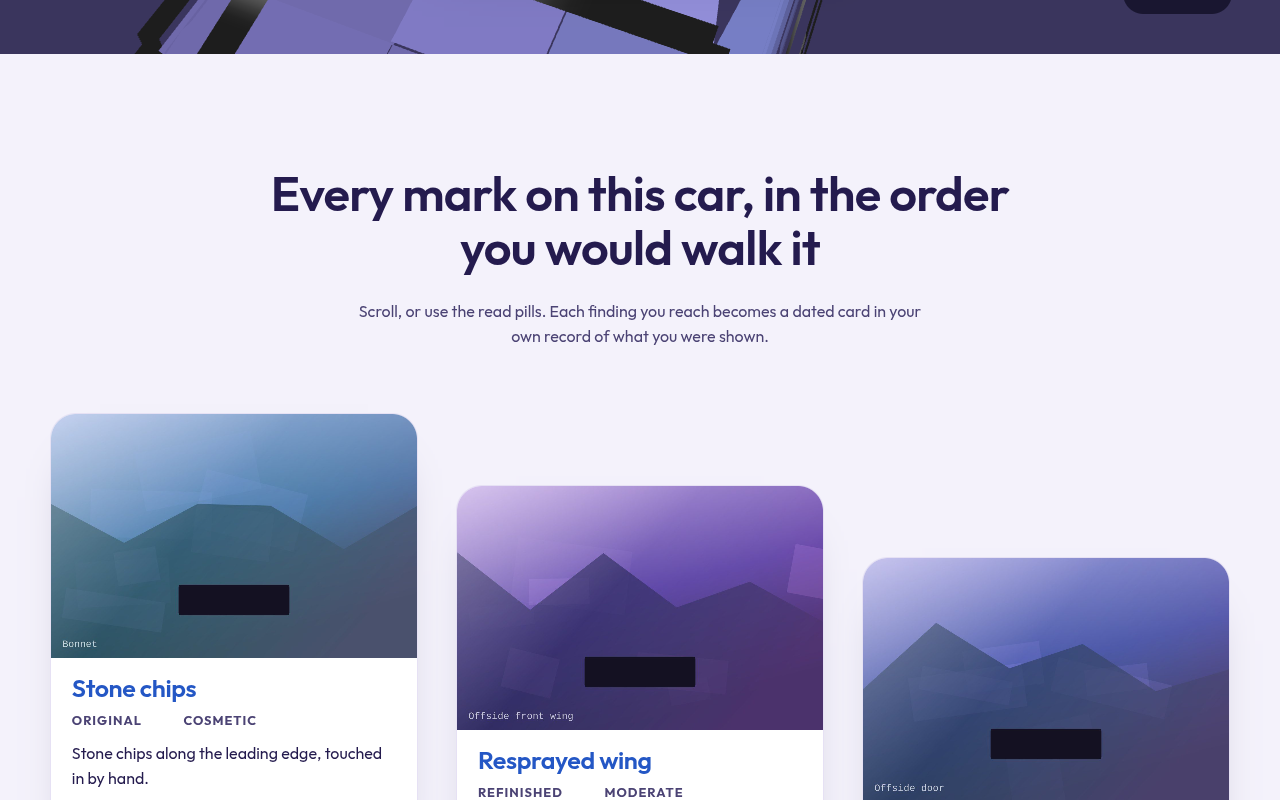 Every mark on this car, in the order
you would walk it
Scroll, or use the read pills. Each finding you reach becomes a dated card in your
own record of what you were shown.
Bonnet
Stone chips
ORIGINAL COSMETIC
Stone chips along the leading edge, touched
in by hand.
Offside front wing
Resprayed wing
REFINISHED MODERATE
Offside door